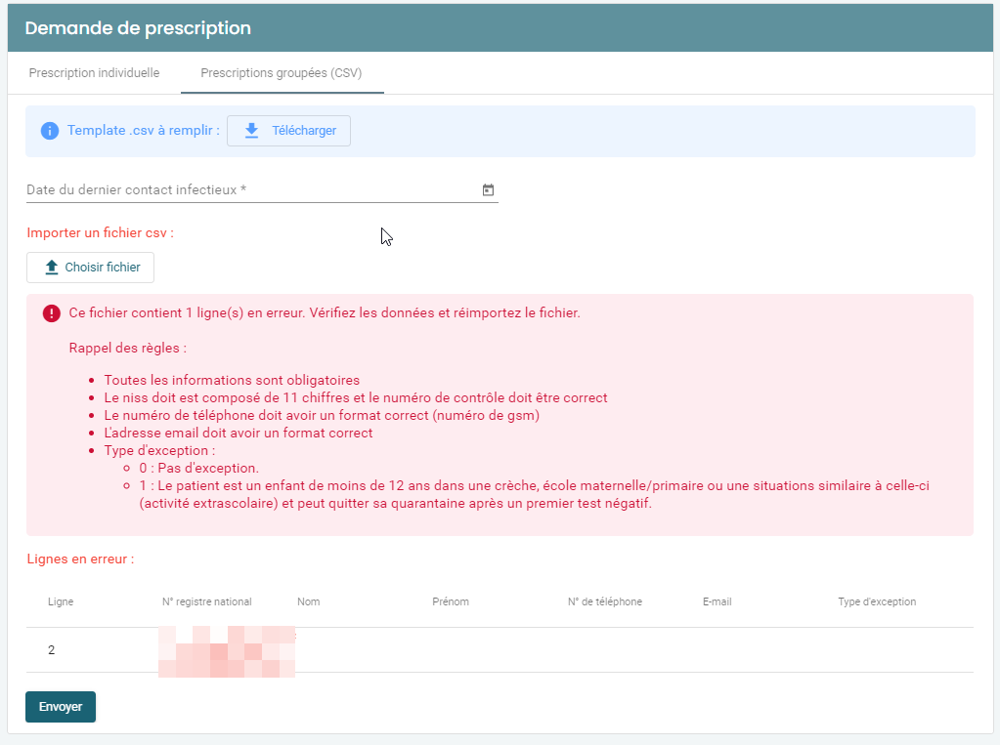 Demande de prescription
Prescription individuelle
Prescriptions groupées (CSV)
Template .csv à remplir :
Télécharger
Date du dernier contact infectieux *
Importer un fichier csv :
Choisir fichier
Ce fichier contient 1 ligne(s) en erreur. Vérifiez les données et réimportez le fichier.
Rappel des règles :
Toutes les informations sont obligatoires
Le niss doit est composé de 11 chiffres et le numéro de contrôle doit être correct
Le numéro de téléphone doit avoir un format correct (numéro de gsm)
L'adresse email doit avoir un format correct
Type d'exception :
0 : Pas d'exception.
1 : Le patient est un enfant de moins de 12 ans dans une crèche, école maternelle/primaire ou une situations similaire à celle-ci
(activité extrascolaire) et peut quitter sa quarantaine après un premier test négatif.
Lignes en erreur :
Ligne N° registre national Nom Prénom N° de téléphone E-mail Type d'exception
2
Envoyer